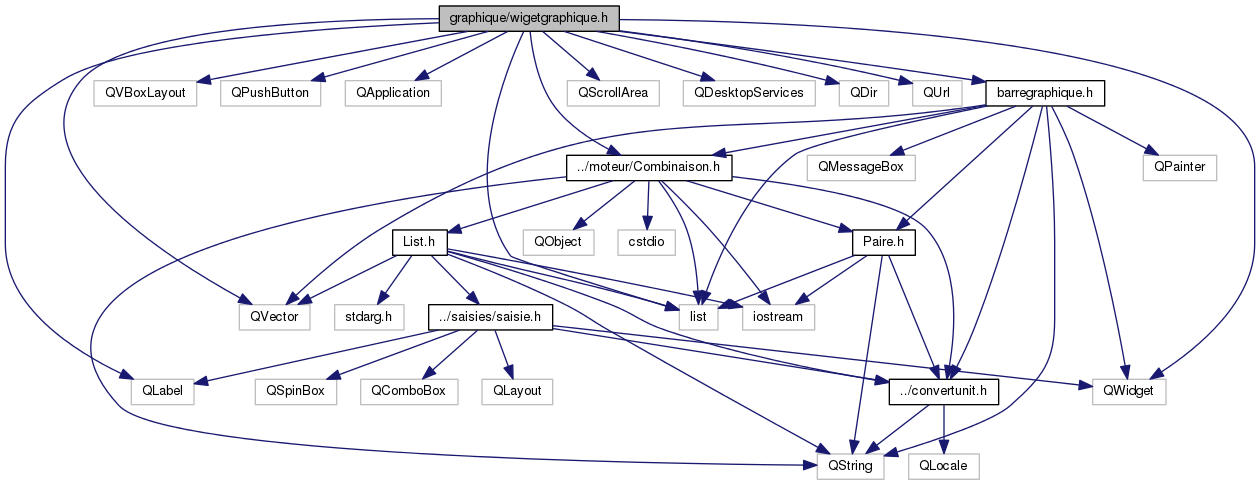 graphique/wigetgraphique.h
QVBoxLayout
QPushButton
QApplication
QScrollArea
QDesktopServices
QDir
QUrl
barregraphique.h
../moteur/Combinaison.h
QMessageBox
QPainter
List.h
QObject
cstdio
Paire.h
QVector
stdarg.h
../saisies/saisie.h
list
iostream
QLabel
QSpinBox
QComboBox
QLayout
../convertunit.h
QWidget
QString
QLocale